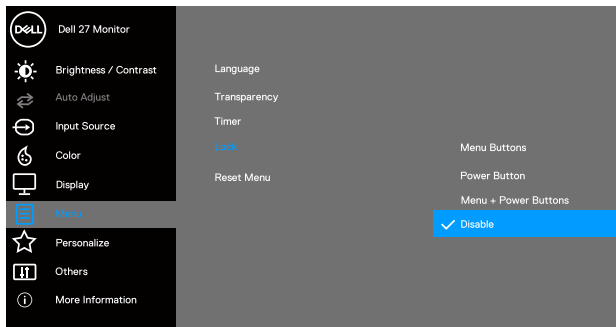 DELL
Dell 27 Monitor
Brightness / Contrast
Auto Adjust
Input Source
Color
Display
Menu
Personalize
Others
More Information
Language
Transparency
Timer
Lock
Reset Menu
Menu Buttons
Power Button
Menu + Power Buttons
Disable